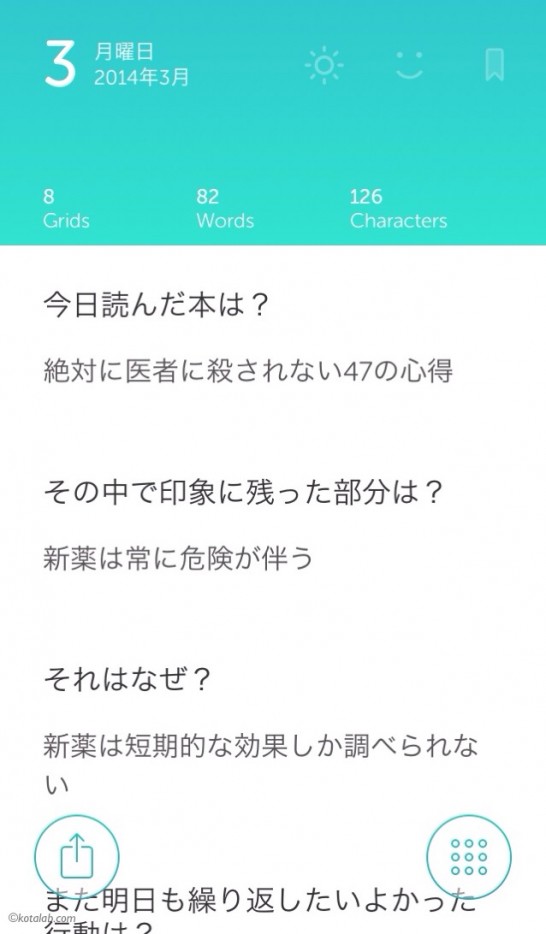 3
月曜日
2014年3月
8
82
126
Grids
Words
Characters
今日読んだ本は？
絶対に医者に殺されない47の心得
その中で印象に残った部分は？
新薬は常に危険が伴う
それはなぜ？
新薬は短期的な効果しか調べられな
い
また明日も繰り返したいよかった
行動は？
©kotalab.com